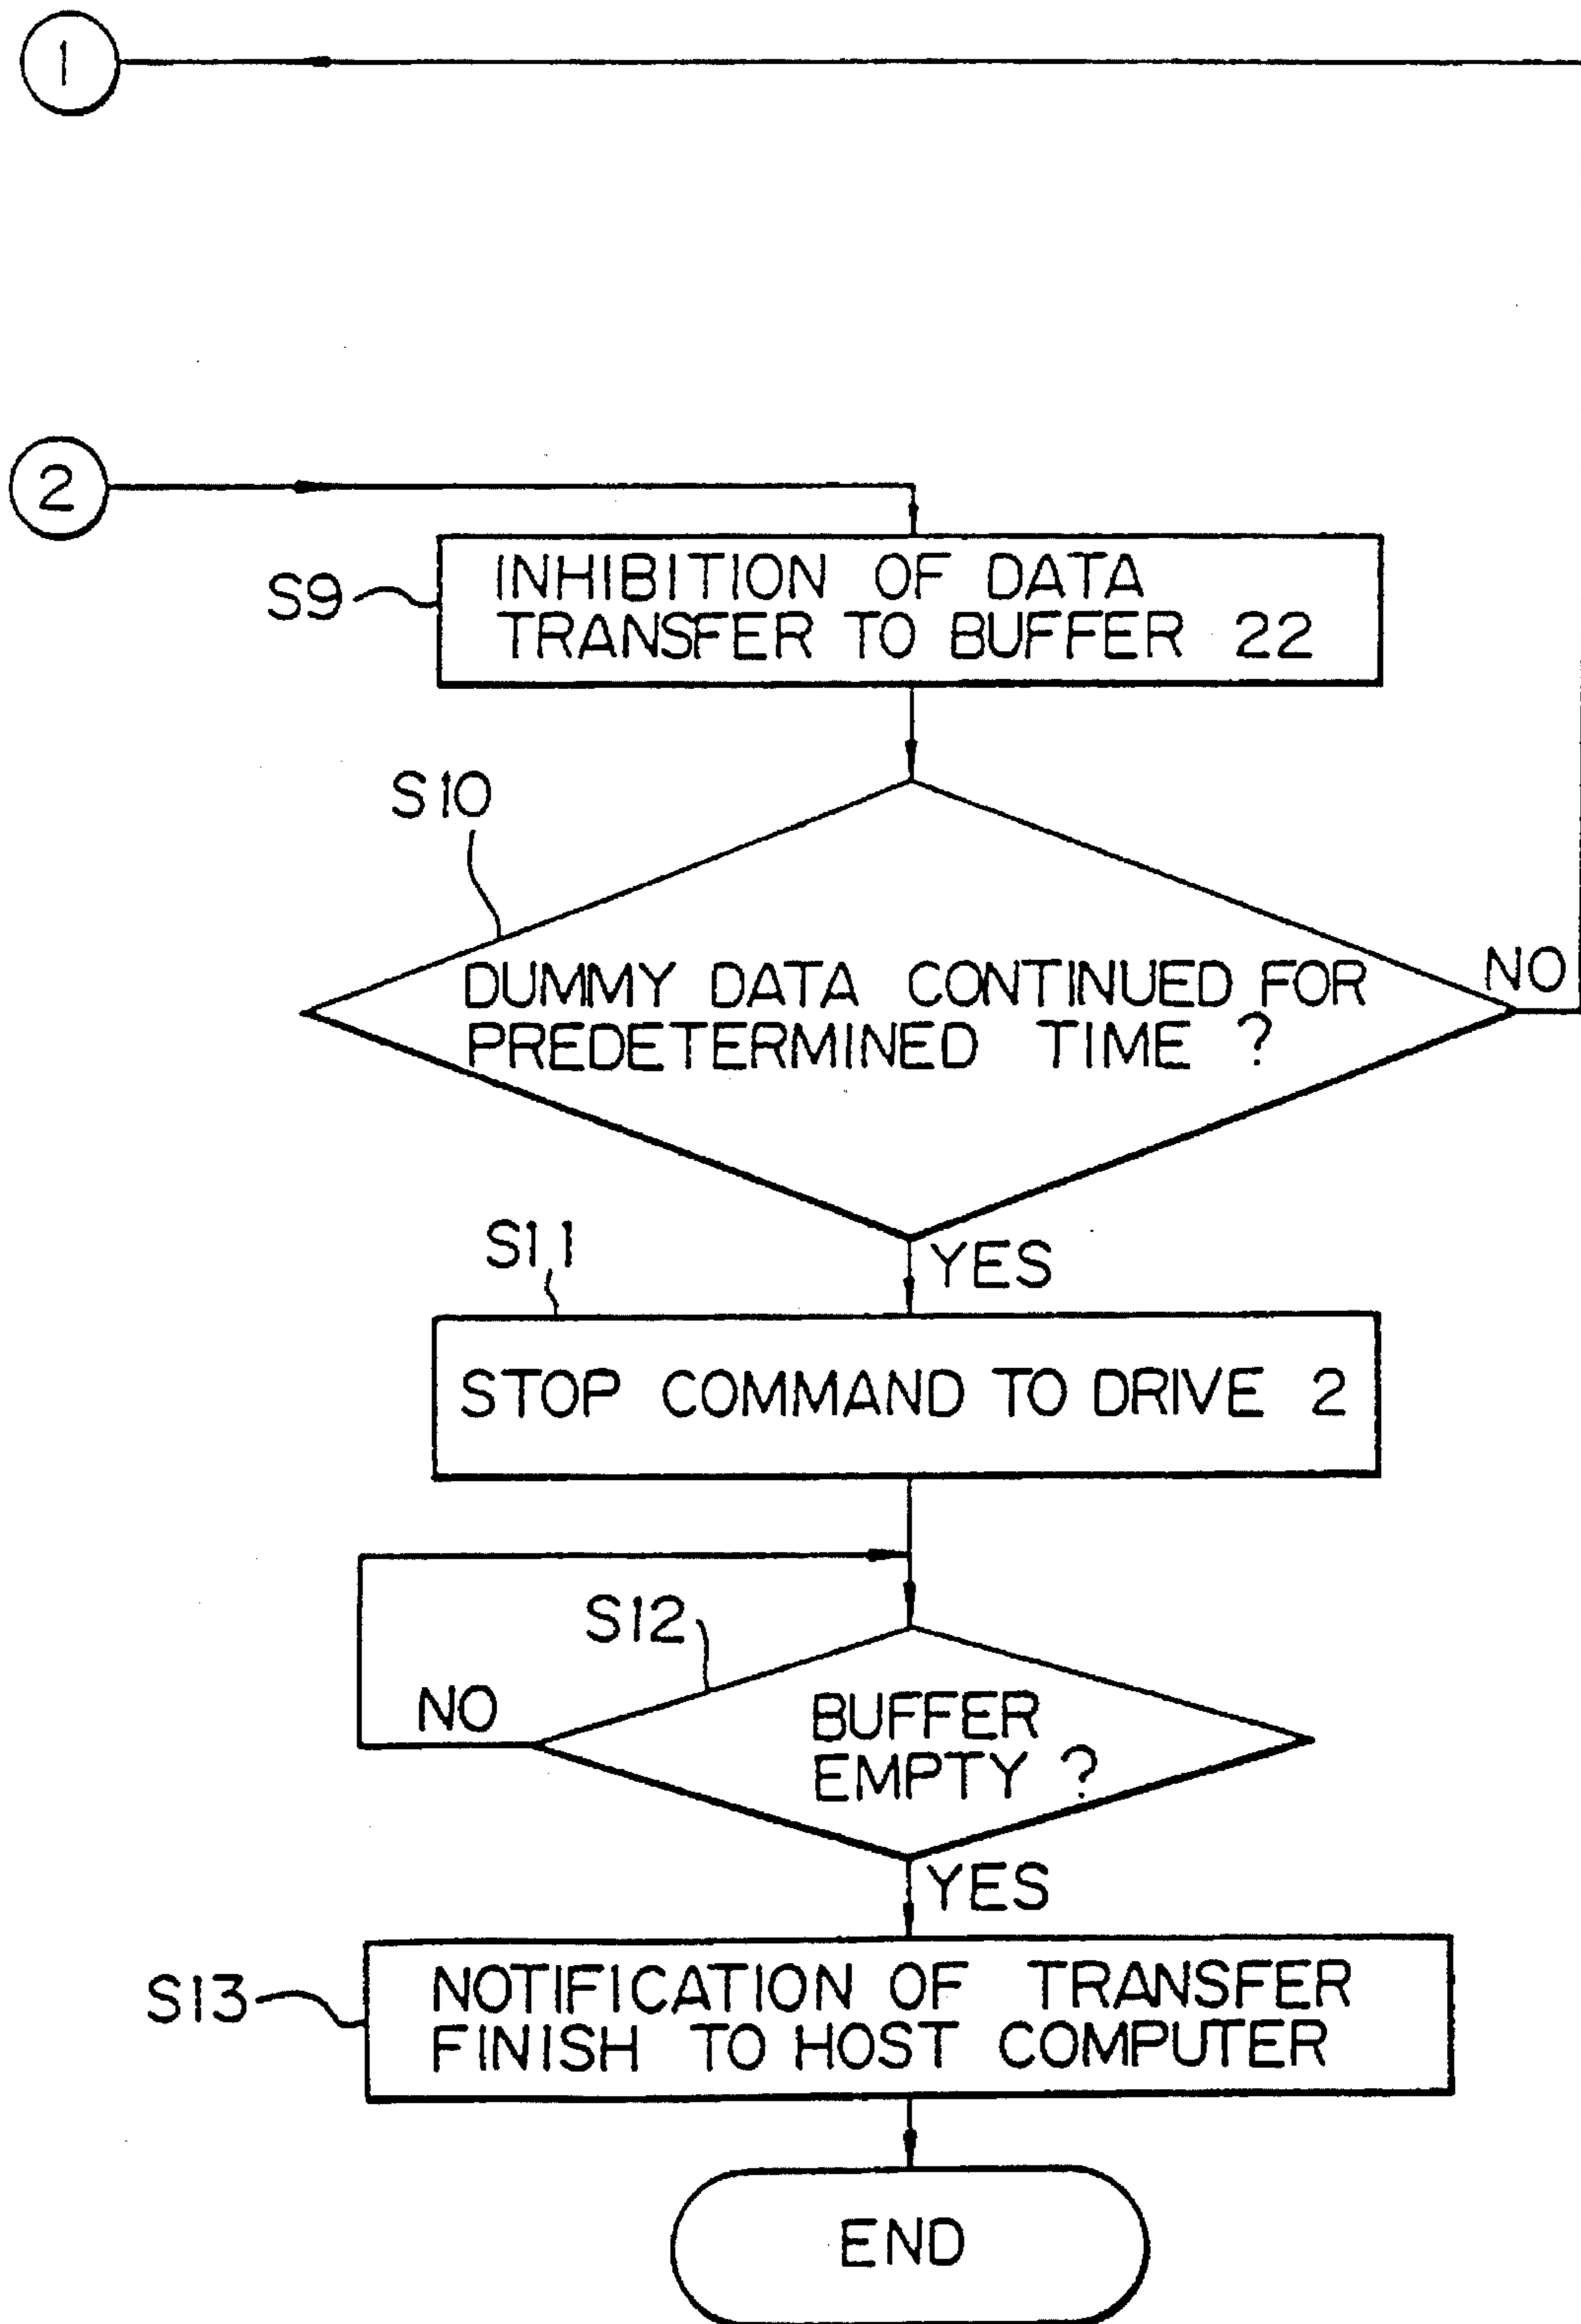 1
2
S9
INHIBITION OF DATA
TRANSFER TO BUFFER 22
S10
DUMMY DATA CONTINUED FOR
PREDETERMINED TIME ?
NO
YES
S11
STOP COMMAND TO DRIVE 2
S12
NO
BUFFER
EMPTY ?
YES
S13
NOTIFICATION OF TRANSFER
FINISH TO HOST COMPUTER
END